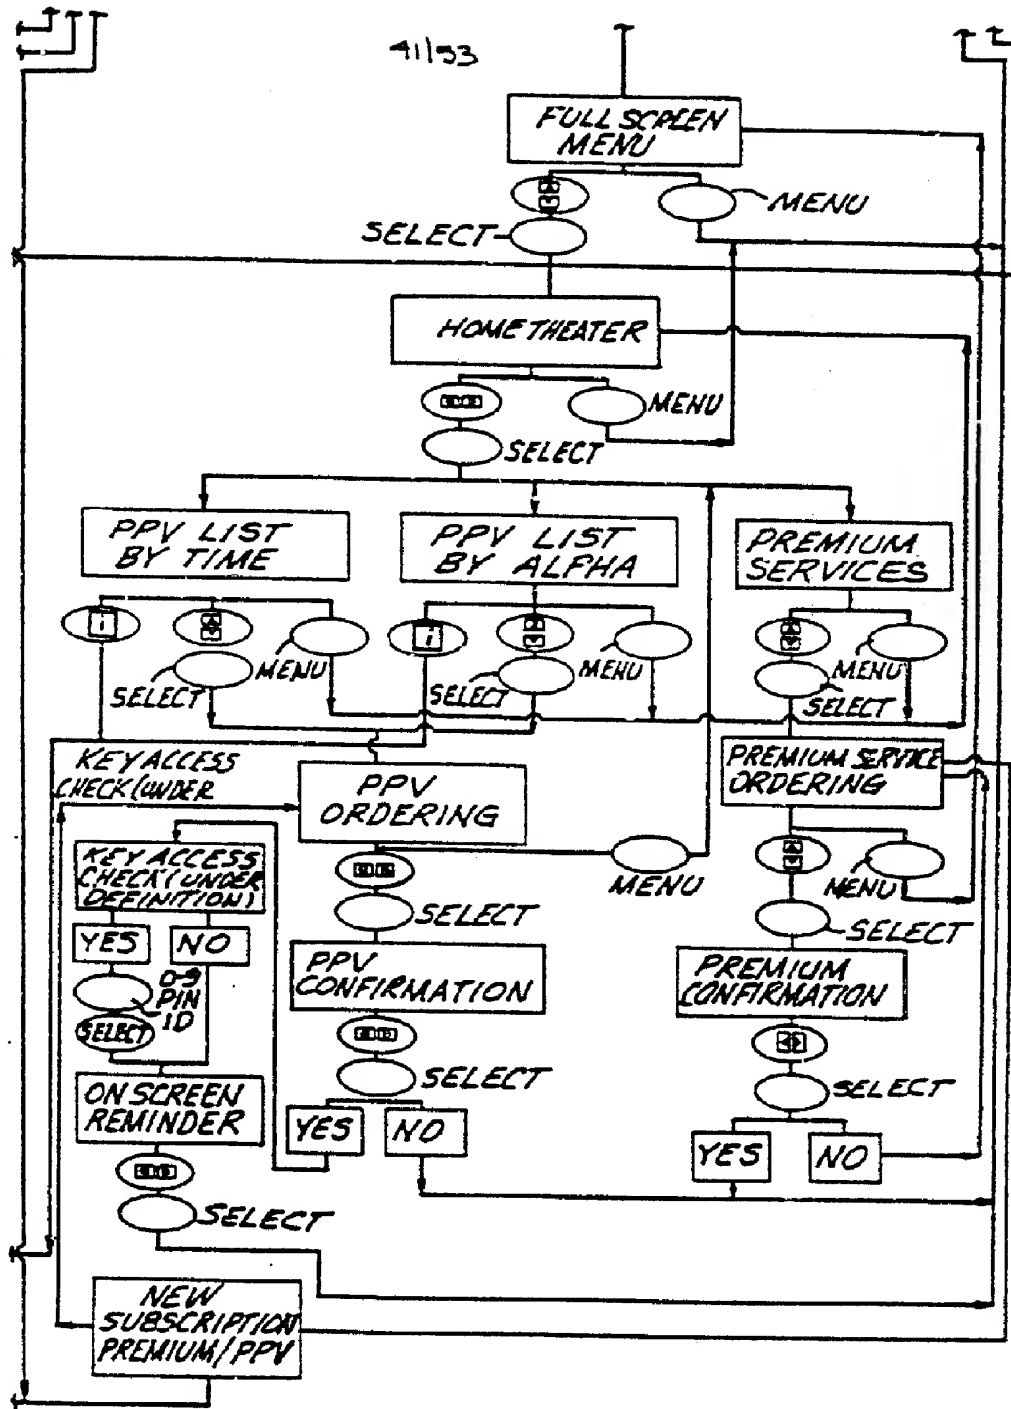 41/53
FULL SCREEN
MENU
MENU
SELECT
HOME THEATER
MENU
SELECT
PPV LIST
BY TIME
PPV LIST
BY ALFHA
PREMIUM
SERVICES
i
SELECT
MENU
i
SELECT
MENU
MENU
SELECT
KEY ACCESS
CHECK (UNDER
PPV
ORDERING
PREMIUM SERVICE
ORDERING
KEY ACCESS
CHECK (UNDER
DEFINITION)
MENU
MENU
SELECT
SELECT
YES
NO
PPV
CONFIRMATION
PREMIUM
CONFIRMATION
0-9
PIN
ID
SELECT
SELECT
SELECT
ON SCREEN
REMINDER
YES
NO
YES
NO
SELECT
NEW
SUBSCRIPTION
PREMIUM/PPV